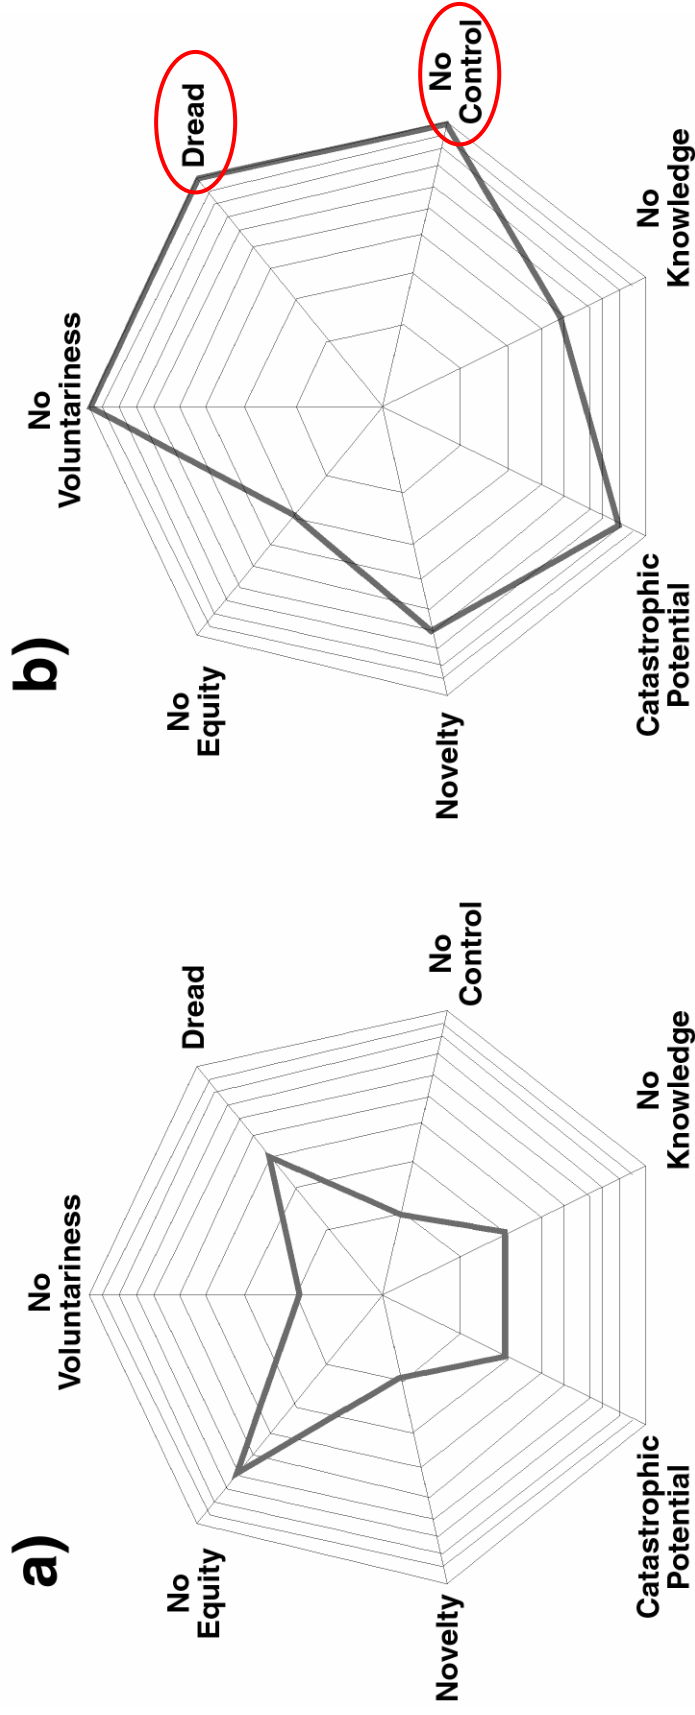 a)
No
Voluntariness
Dread
No
Control
No
Knowledge
Catastrophic
Potential
Novelty
No
Equity
b)
No
Voluntariness
Dread
No
Control
No
Knowledge
Catastrophic
Potential
Novelty
No
Equity